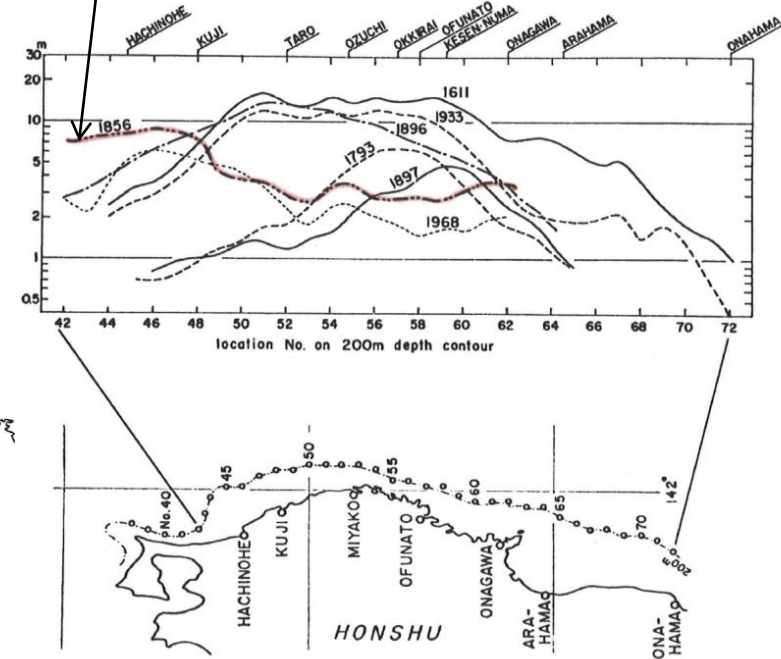 HACHINOHE
KUJI
TARO
OZUCHI
OKKIRAI
OFUNATO
KESEN-NUMA
ONAGAWA
ARAHAMA
ONAHAMA
30 m
20
10
5
2
1
0.5
1856
1611
1933
1896
1793
1897
1968
42 44 46 48 50 52 54 56 58 60 62 64 66 68 70 72
location No. on 200m depth contour
No.40
45
50
55
60
65
70
142°
200m
HACHINOHE
KUJI
MIYAKO
OFUNATO
ONAGAWA
ARA-
HAMA
ONA-
HAMA
HONSHU